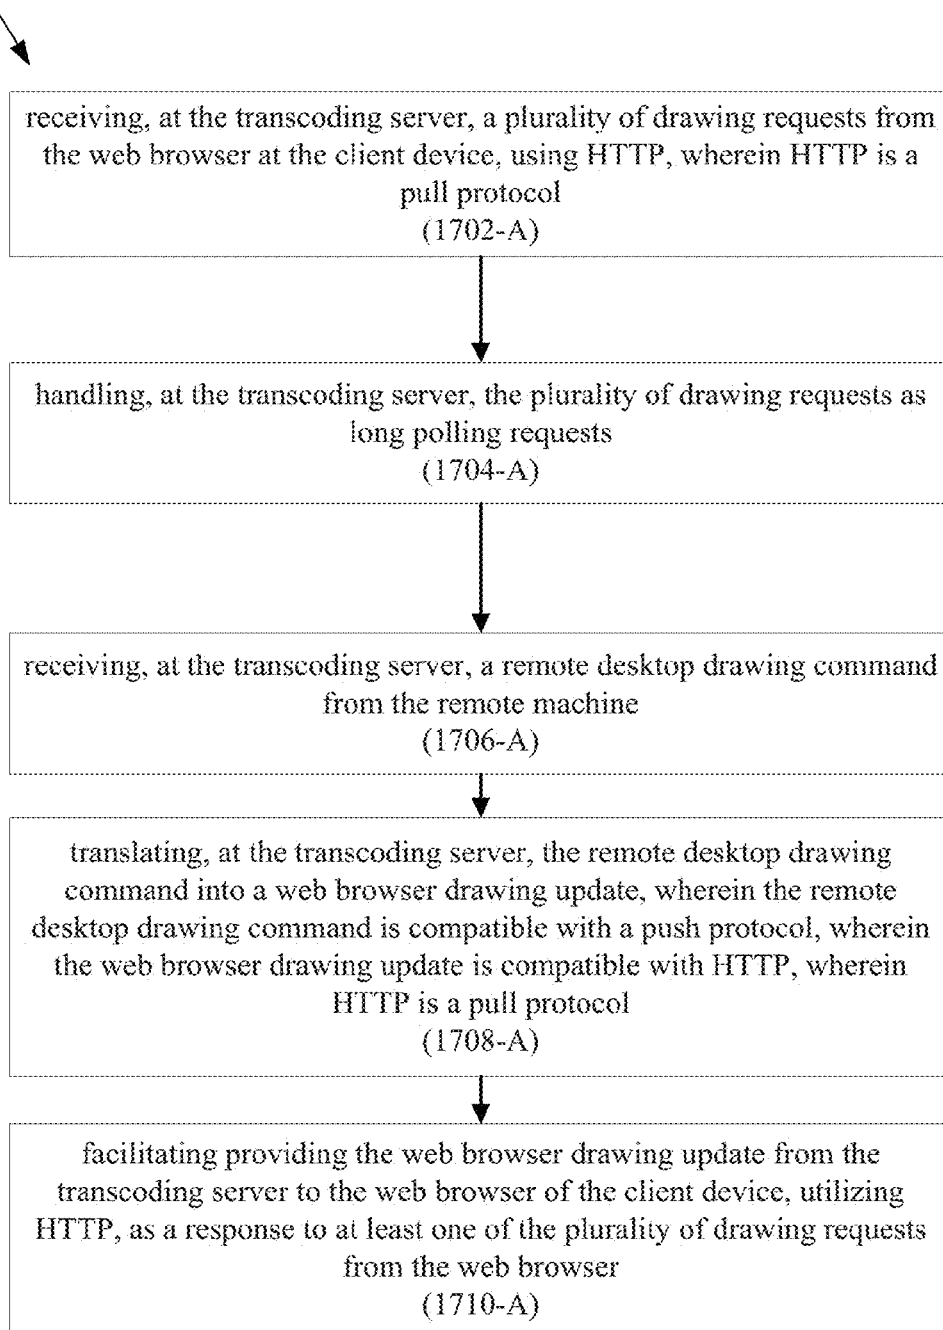 receiving, at the transcoding server, a plurality of drawing requests from
the web browser at the client device, using HTTP, wherein HTTP is a
pull protocol
(1702-A)
handling, at the transcoding server, the plurality of drawing requests as
long polling requests
(1704-A)
receiving, at the transcoding server, a remote desktop drawing command
from the remote machine
(1706-A)
translating, at the transcoding server, the remote desktop drawing
command into a web browser drawing update, wherein the remote
desktop drawing command is compatible with a push protocol, wherein
the web browser drawing update is compatible with HTTP, wherein
HTTP is a pull protocol
(1708-A)
facilitating providing the web browser drawing update from the
transcoding server to the web browser of the client device, utilizing
HTTP, as a response to at least one of the plurality of drawing requests
from the web browser
(1710-A)